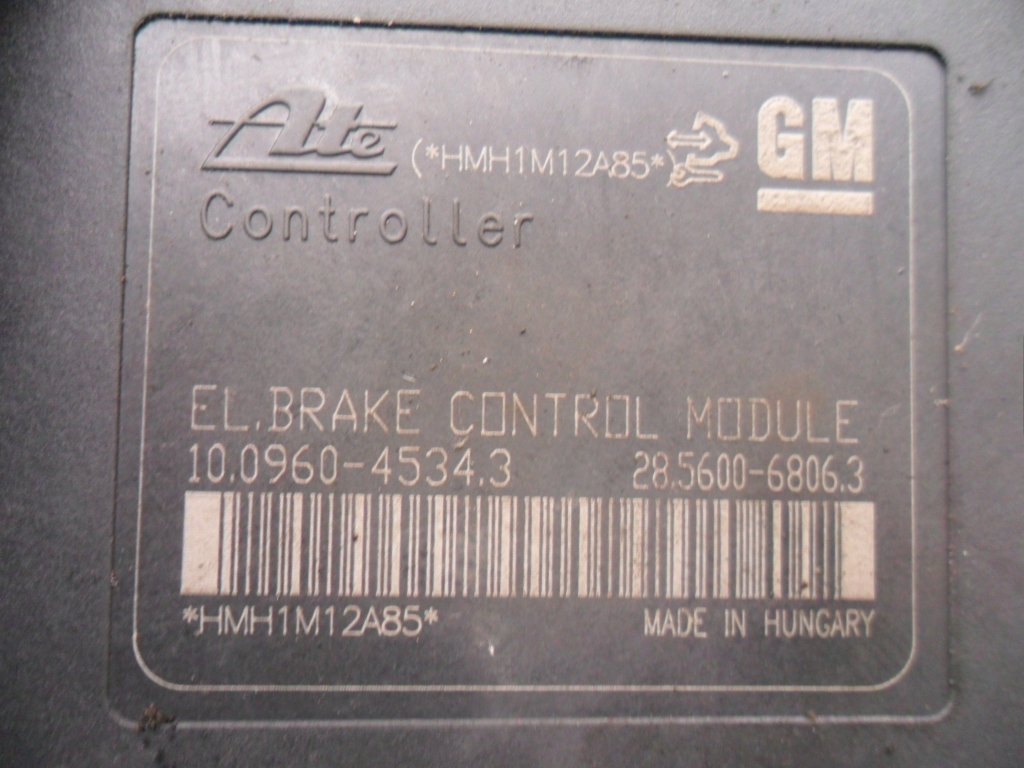 Ate (*HMH1M12A85* GM
Controller
EL.BRAKE CONTROL MODULE
10.0960-4534.3 28.5600-6806.3
*HMH1M12A85* MADE IN HUNGARY